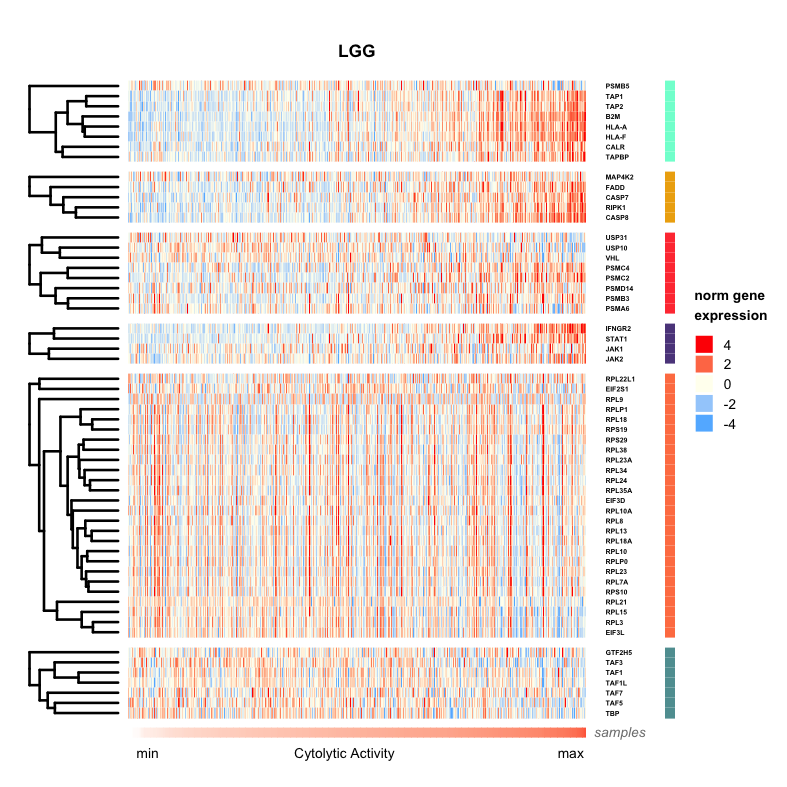 LGG
PSMB5
TAP1
TAP2
B2M
HLA-A
HLA-F
CALR
TAPBP
MAP4K2
FADD
CASP7
RIPK1
CASP8
USP31
USP10
VHL
PSMC4
PSMC2
PSMD14
PSMB3
PSMA6
IFNGR2
STAT1
JAK1
JAK2
RPL22L1
EIF2S1
RPL9
RPLP1
RPL18
RPS19
RPS29
RPL38
RPL23A
RPL34
RPL24
RPL35A
EIF3D
RPL10A
RPL8
RPL13
RPL18A
RPL10
RPLP0
RPL23
RPL7A
RPS10
RPL21
RPL15
RPL3
EIF3L
GTF2H5
TAF3
TAF1
TAF1L
TAF7
TAF5
TBP
norm gene
expression
4
2
0
-2
-4
samples
min Cytolytic Activity max